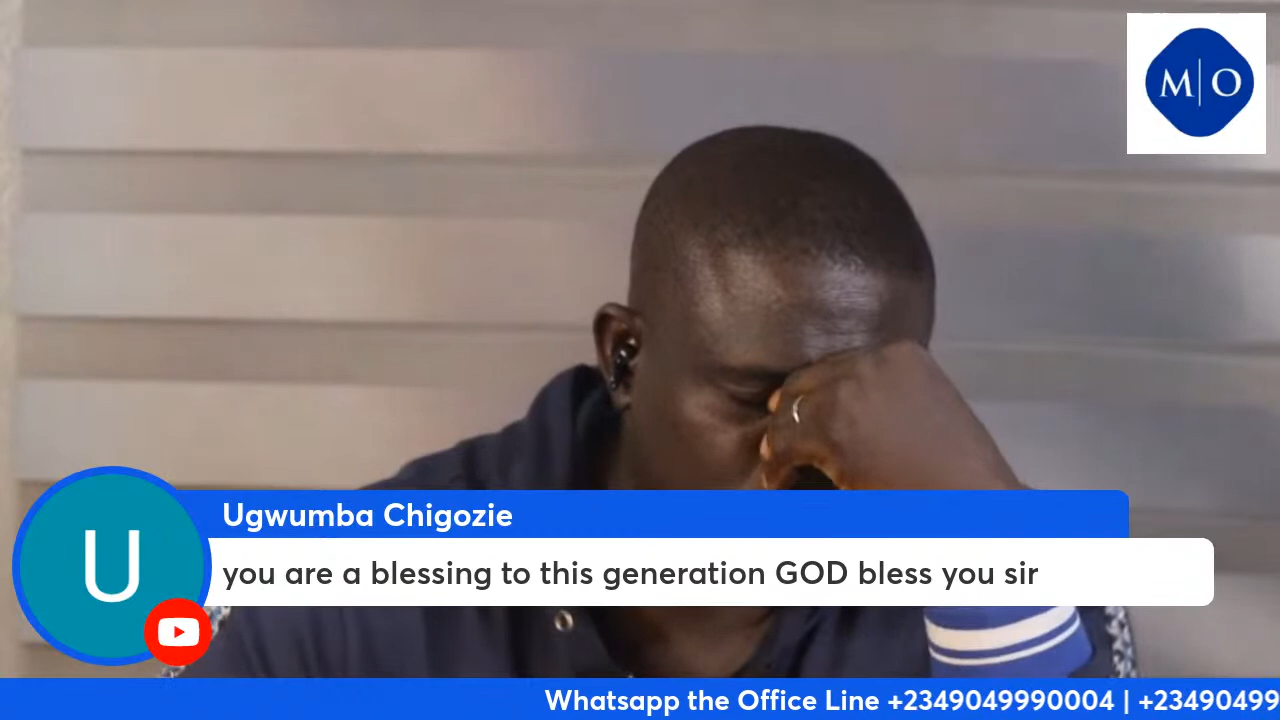 M|O
U
Ugwumba Chigozie
you are a blessing to this generation GOD bless you sir
Whatsapp the Office Line +2349049990004 | +23490499